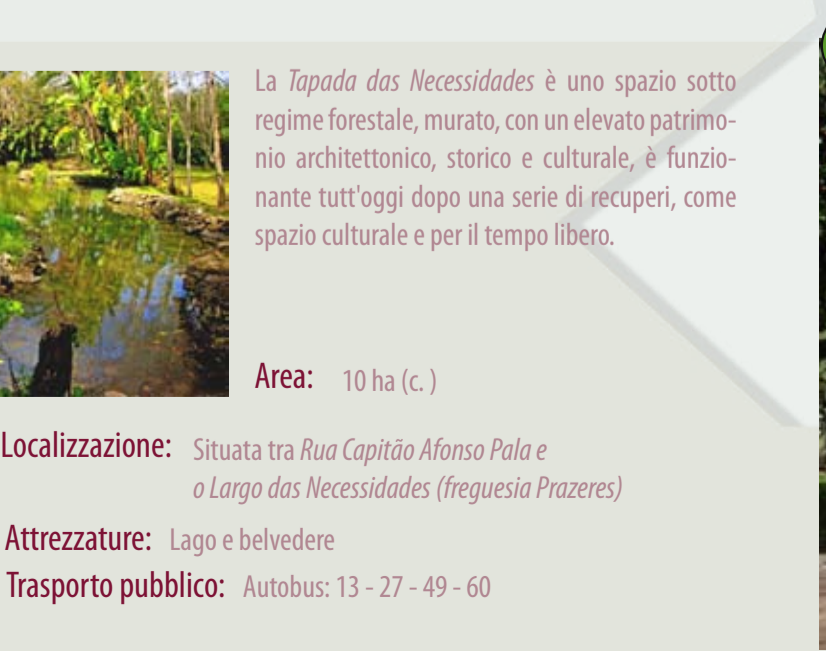 La Tapada das Necessidades è uno spazio sotto
regime forestale, murato, con un elevato patrimo-
nio architettonico, storico e culturale, è funzio-
nante tutt'oggi dopo una serie di recuperi, come
spazio culturale e per il tempo libero.
Area: 10 ha (c. )
Localizzazione: Situata tra Rua Capitão Afonso Pala e
o Largo das Necessidades (freguesia Prazeres)
Attrezzature: Lago e belvedere
Trasporto pubblico: Autobus: 13 - 27 - 49 - 60